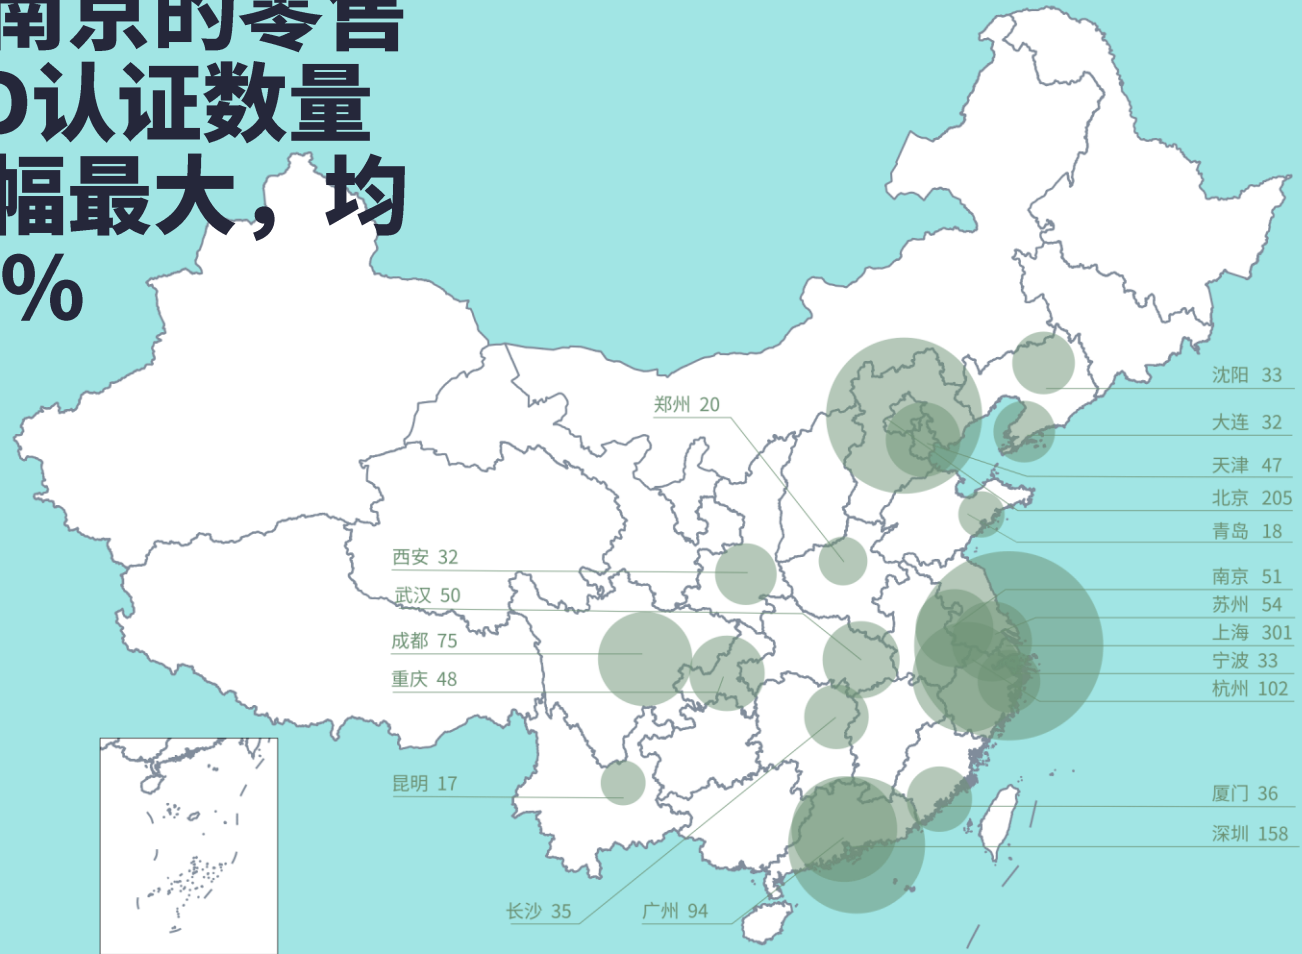 南京的零售
D认证数量
幅最大，均
%
郑州 20
沈阳 33
大连 32
天津 47
北京 205
青岛 18
西安 32
武汉 50
成都 75
重庆 48
昆明 17
南京 51
苏州 54
上海 301
宁波 33
杭州 102
厦门 36
深圳 158
长沙 35
广州 94